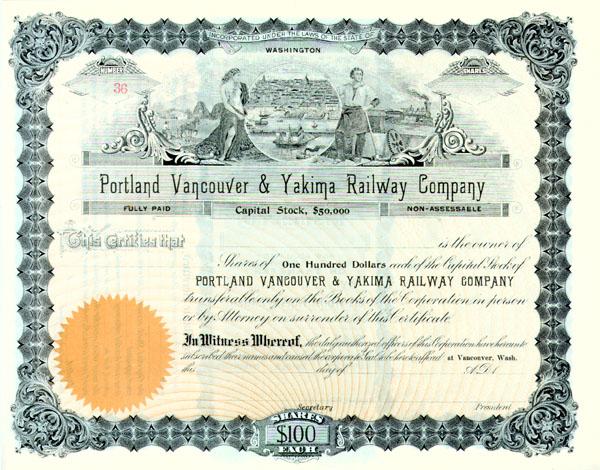 INCORPORATED UNDER THE LAWS OF THE STATE OF
WASHINGTON
NUMBER
SHARES
36
Portland Vancouver & Yakima Railway Company
FULLY PAID
Capital Stock, $50,000
NON-ASSESSABLE
This Certifies that
is the owner of
Shares of One Hundred Dollars each of the Capital Stock of
PORTLAND VANCOUVER & YAKIMA RAILWAY COMPANY
transferable only on the Books of the Corporation in person
or by Attorney on surrender of this Certificate.
In Witness Whereof, the duly authorized officers of this Corporation have hereunto
subscribed their names and caused the corporate Seal to be hereto affixed at Vancouver, Wash.
this day of A.D.1
Secretary
President
SHARES
$100
EACH